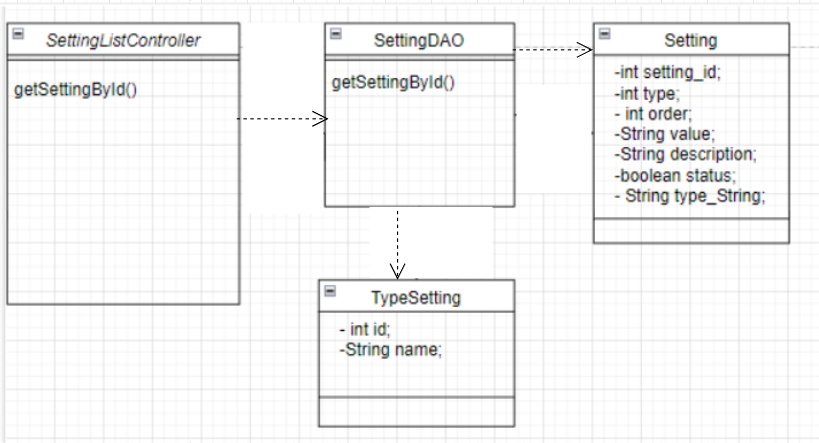 SettingListController
getSettingById()
SettingDAO
getSettingById()
Setting
-int setting_id;
-int type;
- int order;
-String value;
-String description;
-boolean status;
- String type_String;
TypeSetting
- int id;
-String name;